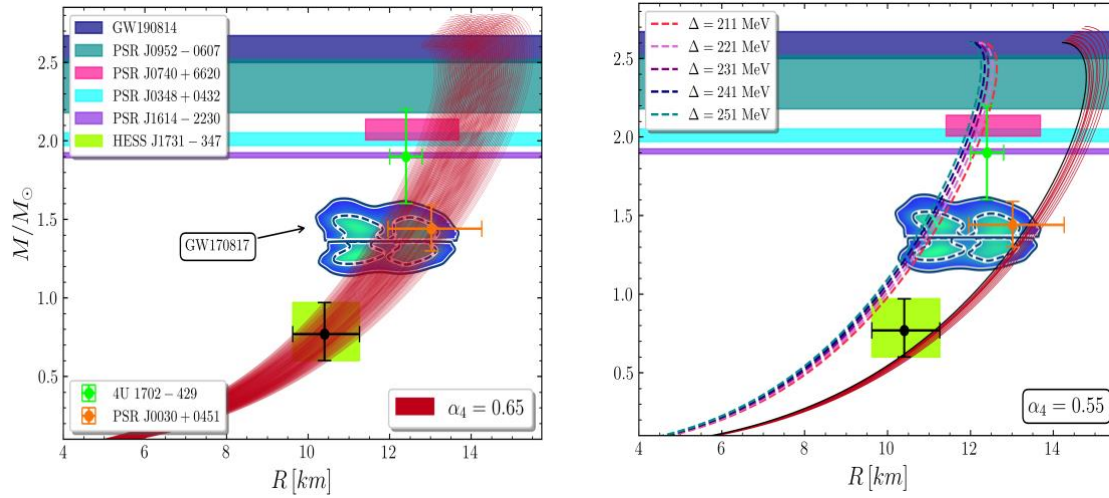 GW190814
PSR J0952−0607
PSR J0740+6620
PSR J0348+0432
PSR J1614−2230
HESS J1731−347
GW170817
4U 1702−429
PSR J0030+0451
α₄ = 0.65
M/M⊙
2.5
2.0
1.5
1.0
0.5
4 6 8 10 12 14
R [km]
Δ = 211 MeV
Δ = 221 MeV
Δ = 231 MeV
Δ = 241 MeV
Δ = 251 MeV
2.5
2.0
1.5
1.0
0.5
α₄ = 0.55
4 6 8 10 12 14
R [km]